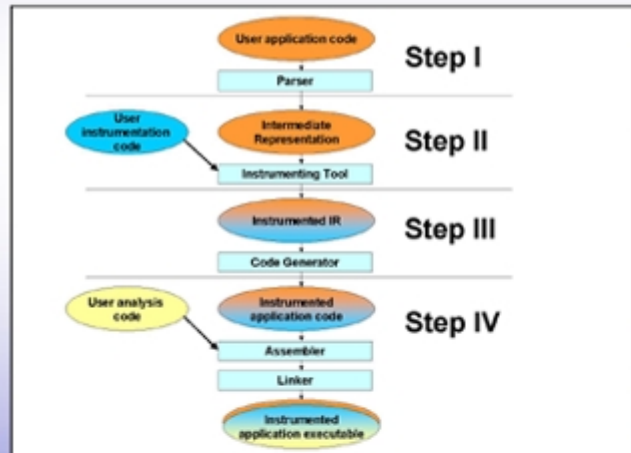 User application code
Step I
Parser
User
instrumentation
code
Intermediate
Representation
Step II
Instrumenting Tool
Instrumented IR
Step III
Code Generator
User analysis
code
Instrumented
application code
Step IV
Assembler
Linker
Instrumented
application executable